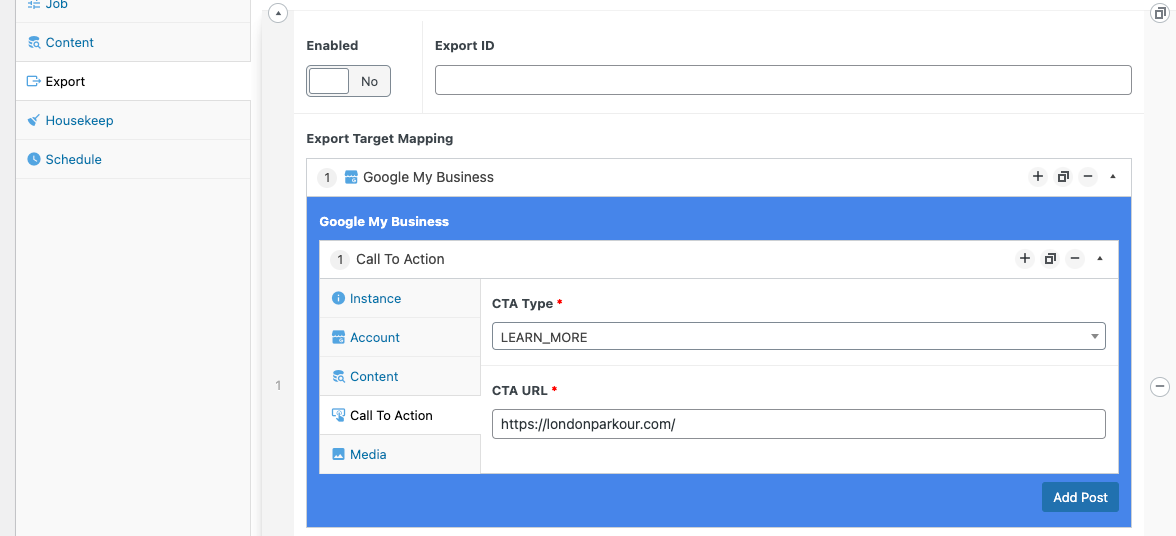 Job
Content
Export
Housekeep
Schedule
Enabled
Export ID
No
Export Target Mapping
1 Google My Business
Google My Business
1 Call To Action
Instance
Account
Content
Call To Action
Media
CTA Type *
LEARN_MORE
CTA URL *
https://londonparkour.com/
1
Add Post